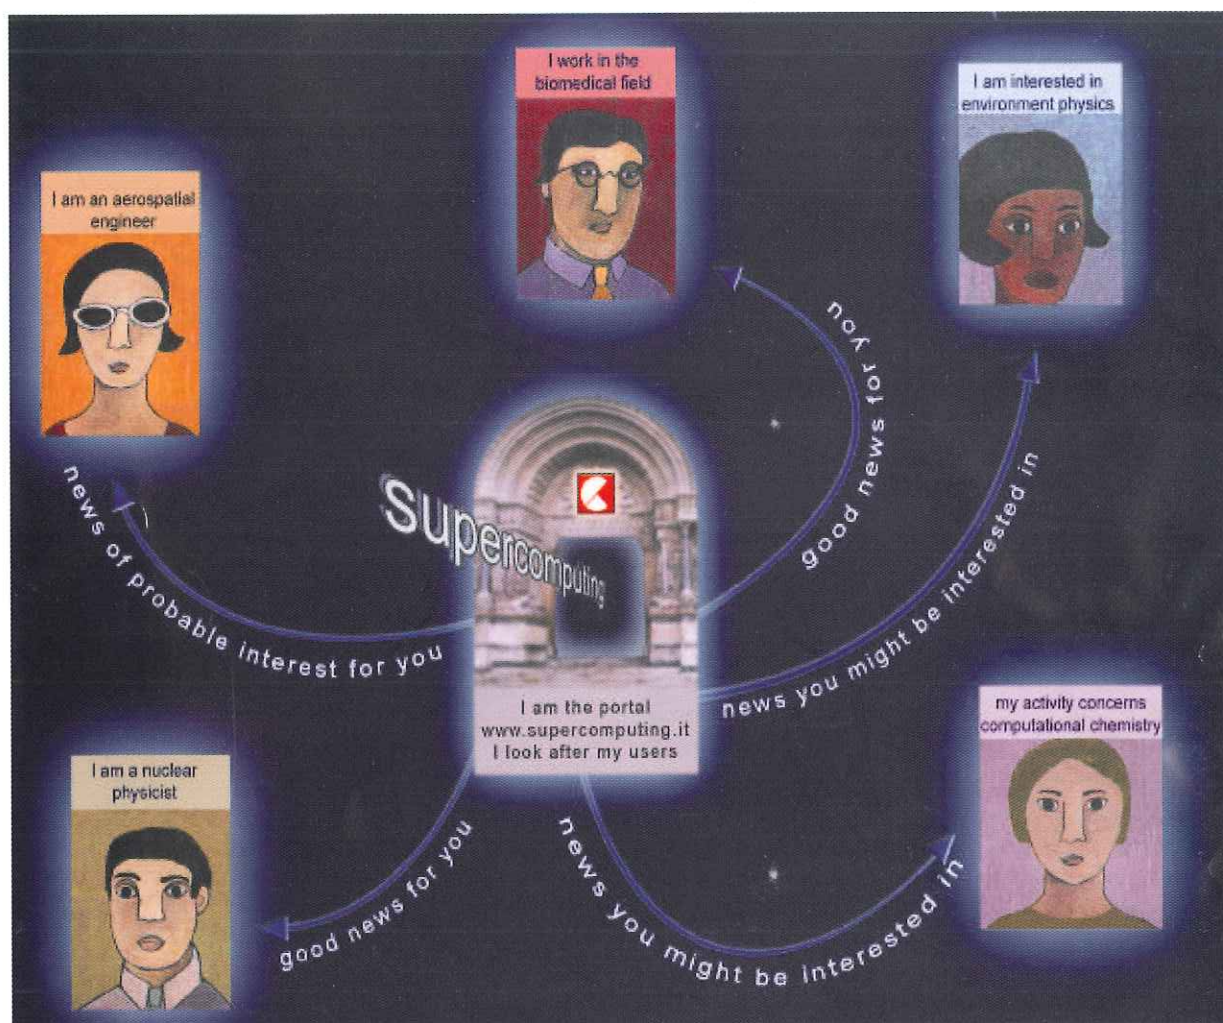 I work in the
biomedical field
I am interested in
environment physics
I am an aerospatial
engineer
good news for you
news of probable interest for you
supercomputing
news you might be interested in
I am the portal
www.supercomputing.it
I look after my users
my activity concerns
computational chemistry
I am a nuclear
physicist
good news for you
news you might be interested in